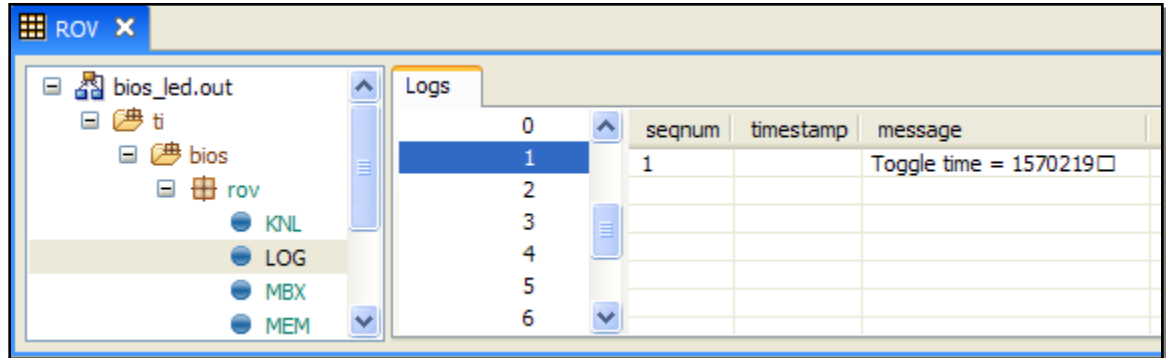 ROV
bios_led.out
ti
bios
rov
KNL
LOG
MBX
MEM
Logs
0
1
2
3
4
5
6
seqnum timestamp message
1 Toggle time = 1570219□